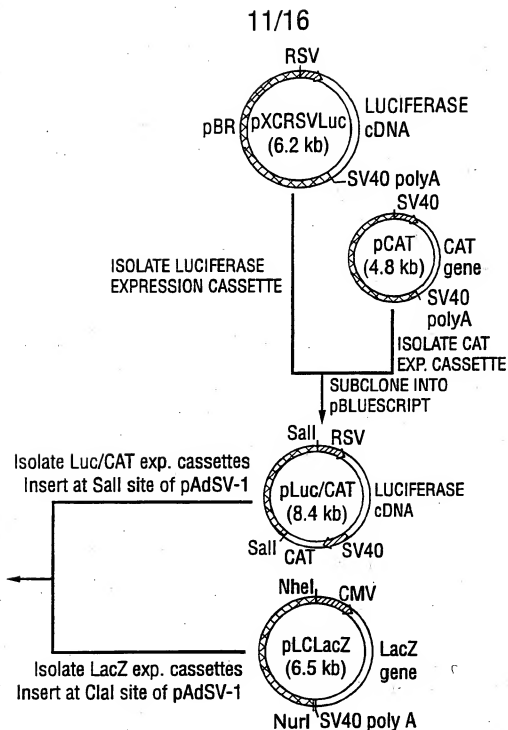 11/16
RSV
pBR
pXCRSVLuc
(6.2 kb)
LUCIFERASE
cDNA
SV40 polyA
SV40
pCAT
(4.8 kb)
CAT
gene
SV40
polyA
ISOLATE LUCIFERASE
EXPRESSION CASSETTE
ISOLATE CAT
EXP. CASSETTE
SUBCLONE INTO
pBLUESCRIPT
SalI
RSV
Isolate Luc/CAT exp. cassettes
Insert at SalI site of pAdSV-1
pLuc/CAT
(8.4 kb)
LUCIFERASE
cDNA
SalI
CAT
SV40
NheI
CMV
pLCLacZ
(6.5 kb)
LacZ
gene
Isolate LacZ exp. cassettes
Insert at ClaI site of pAdSV-1
NurI
SV40 poly A